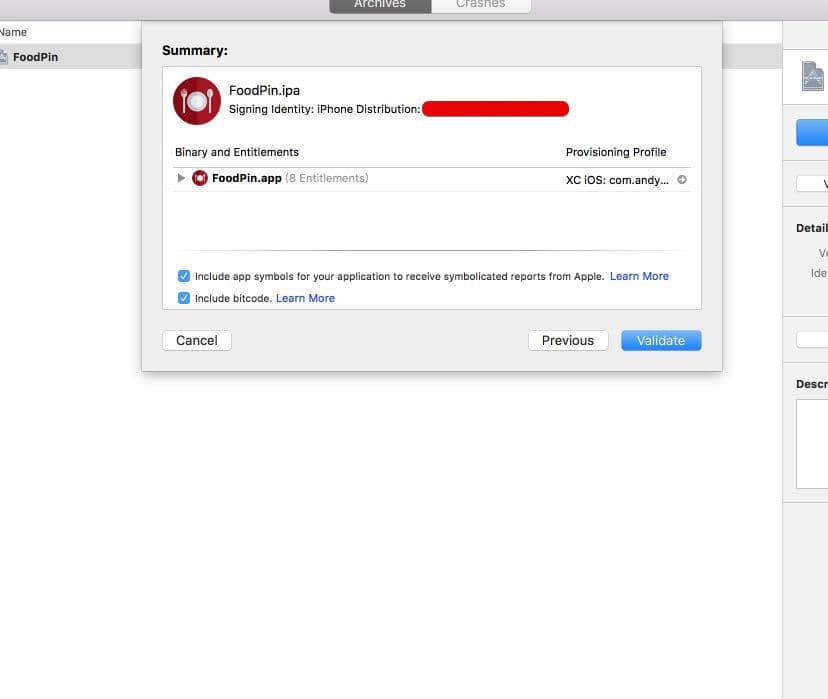 Archives
Crashes
Name
FoodPin
Summary:
FoodPin.ipa
Signing Identity: iPhone Distribution:
Binary and Entitlements
Provisioning Profile
FoodPin.app (8 Entitlements)
XC iOS: com.andy...
Include app symbols for your application to receive symbolicated reports from Apple. Learn More
Include bitcode. Learn More
Cancel
Previous
Validate
Detail
Ide
Descr